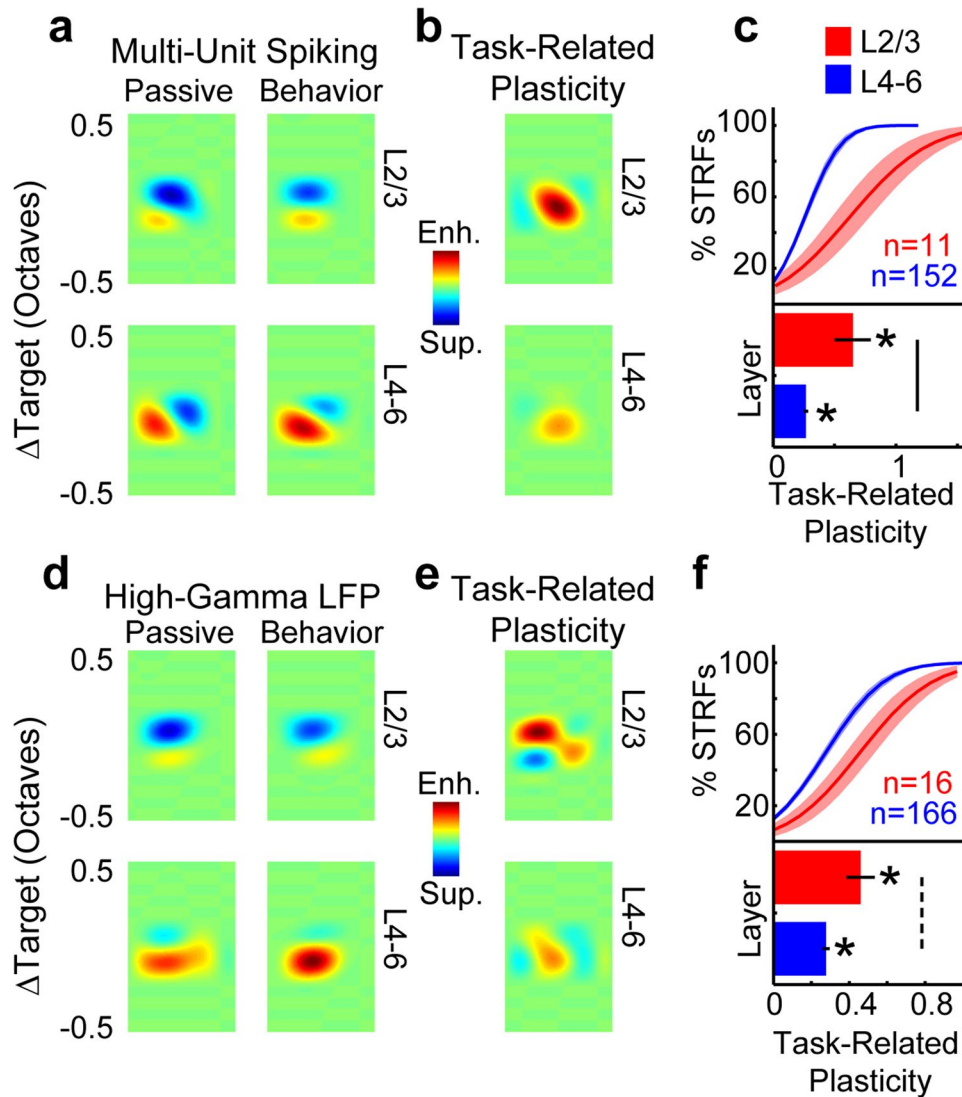 a
Multi-Unit Spiking
Passive Behavior
0.5
-0.5
L2/3
0.5
-0.5
L4-6
ΔTarget (Octaves)
b
Task-Related
Plasticity
L2/3
Enh.
Sup.
L4-6
c
L2/3
L4-6
100
60
20
% STRFs
n=11
n=152
Layer
*
*
0 1
Task-Related
Plasticity
d
High-Gamma LFP
Passive Behavior
0.5
-0.5
L2/3
0.5
-0.5
L4-6
ΔTarget (Octaves)
e
Task-Related
Plasticity
L2/3
Enh.
Sup.
L4-6
f
100
60
20
% STRFs
n=16
n=166
Layer
*
*
0 0.4 0.8
Task-Related
Plasticity